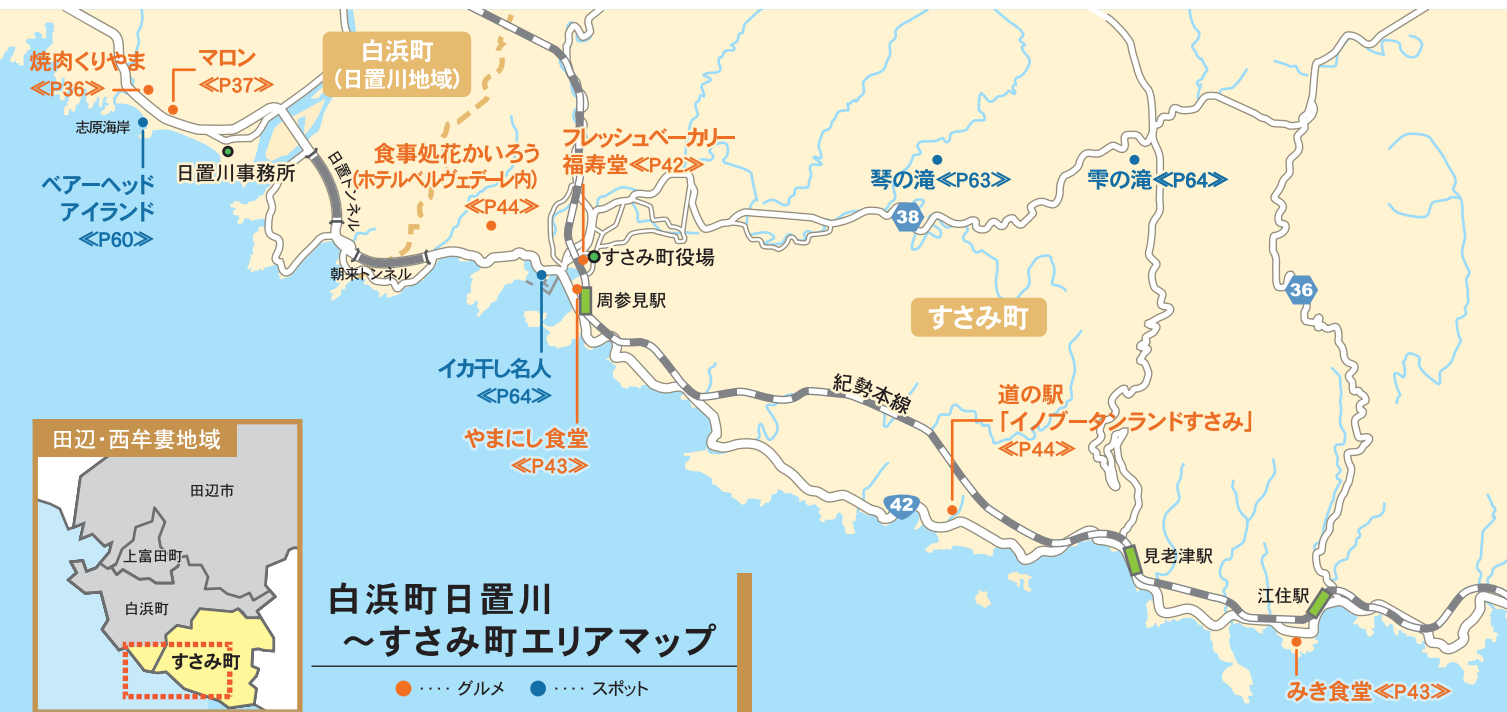 焼肉くりやま
≪P36≫
マロン
≪P37≫
白浜町
（日置川地域）
志原海岸
日置川事務所
ベアーヘッド
アイランド
≪P60≫
日置トンネル
食事処花かいろう
(ホテルベルヴェデーレ内)
≪P44≫
朝来トンネル
フレッシュベーカリー
福寿堂≪P42≫
すさみ町役場
周参見駅
イカ干し名人
≪P64≫
やまにし食堂
≪P43≫
琴の滝≪P63≫
38
雫の滝≪P64≫
36
すさみ町
紀勢本線
道の駅
「イノブータンランドすさみ」
≪P44≫
42
見老津駅
江住駅
みき食堂≪P43≫
田辺・西牟婁地域
田辺市
上富田町
白浜町
すさみ町
白浜町日置川
～すさみ町エリアマップ
●‥‥グルメ ●‥‥スポット